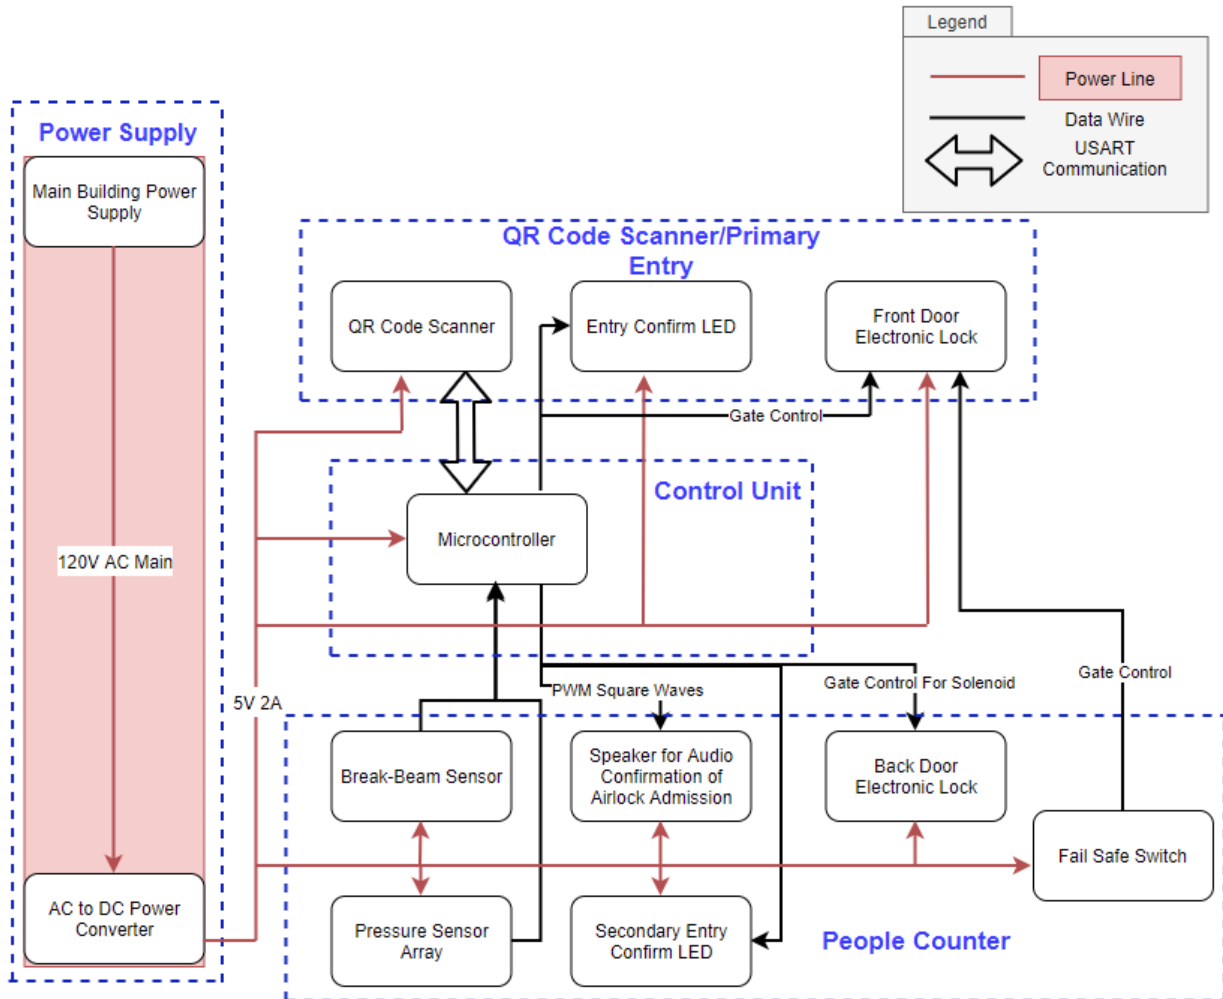 Legend
Power Line
Data Wire
USART
Communication
Power Supply
Main Building Power
Supply
120V AC Main
AC to DC Power
Converter
5V 2A
QR Code Scanner/Primary
Entry
QR Code Scanner
Entry Confirm LED
Front Door
Electronic Lock
Gate Control
Control Unit
Microcontroller
PWM Square Waves
Gate Control For Solenoid
Gate Control
Break-Beam Sensor
Speaker for Audio
Confirmation of
Airlock Admission
Back Door
Electronic Lock
Fail Safe Switch
Pressure Sensor
Array
Secondary Entry
Confirm LED
People Counter